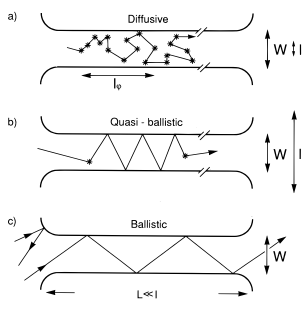 a) Diffusive
W l
lφ
b) Quasi - ballistic
W l
c) Ballistic
W
L≪l